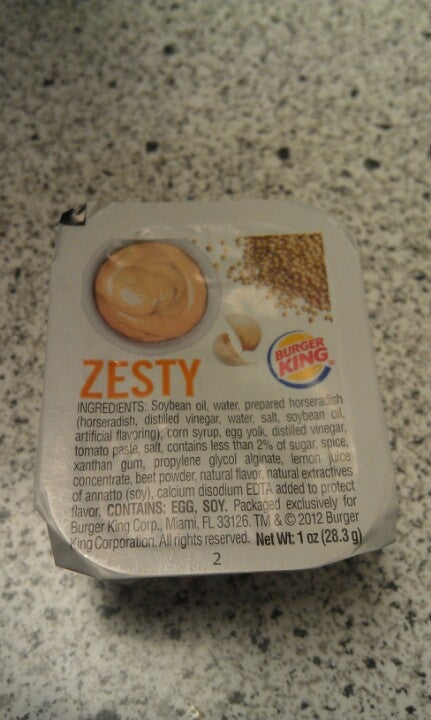 BURGER
KING®
ZESTY
INGREDIENTS: Soybean oil, water, prepared horseradish
(horseradish, distilled vinegar, water, salt, soybean oil,
artificial flavoring), corn syrup, egg yolk, distilled vinegar,
tomato paste, salt, contains less than 2% of sugar, spice,
xanthan gum, propylene glycol alginate, lemon juice
concentrate, beet powder, natural flavor, natural extractives
of annatto (soy), calcium disodium EDTA added to protect
flavor. CONTAINS: EGG, SOY. Packaged exclusively for
Burger King Corp., Miami, FL 33126. TM & © 2012 Burger
King Corporation. All rights reserved. Net Wt: 1 oz (28.3 g)
2